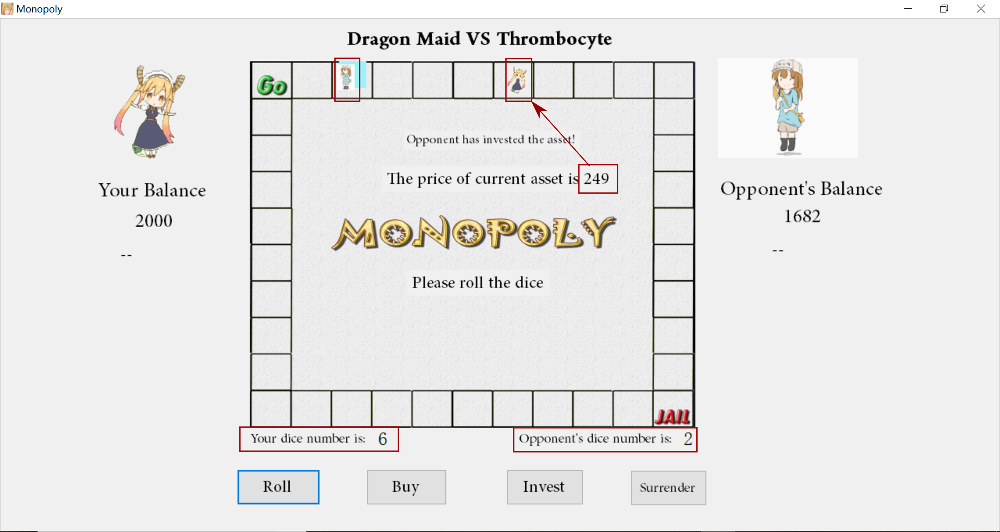 Monopoly
Dragon Maid VS Thrombocyte
Go
GIN
Opponent has invested the asset!
The price of current asset is 249
Your Balance
2000
--
Opponent's Balance
1682
--
MONOPOLY
Please roll the dice
JAIL
Your dice number is: 6
Opponent's dice number is: 2
Roll
Buy
Invest
Surrender